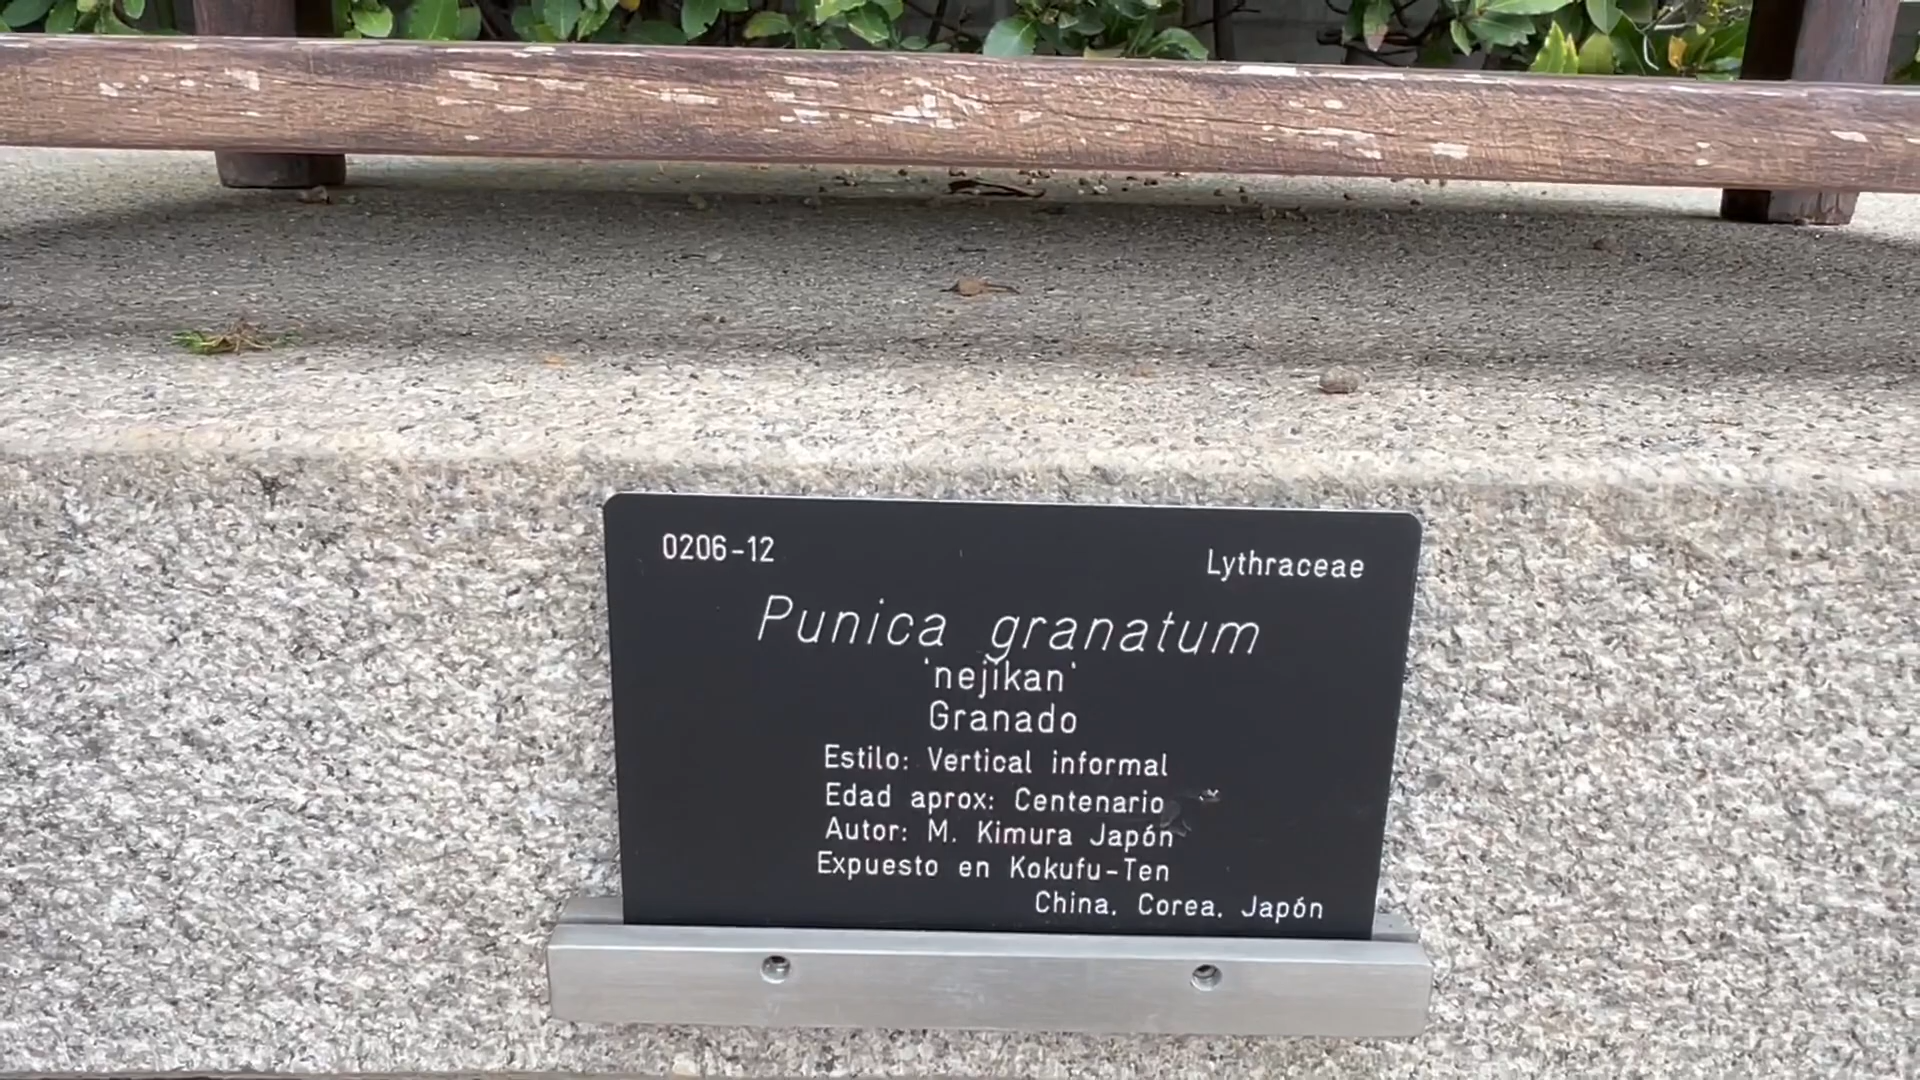 0206-12
Lythraceae
Punica granatum
'nejikan'
Granado
Estilo: Vertical informal
Edad aprox: Centenario
Autor: M. Kimura Japón
Expuesto en Kokufu-Ten
China, Corea, Japón